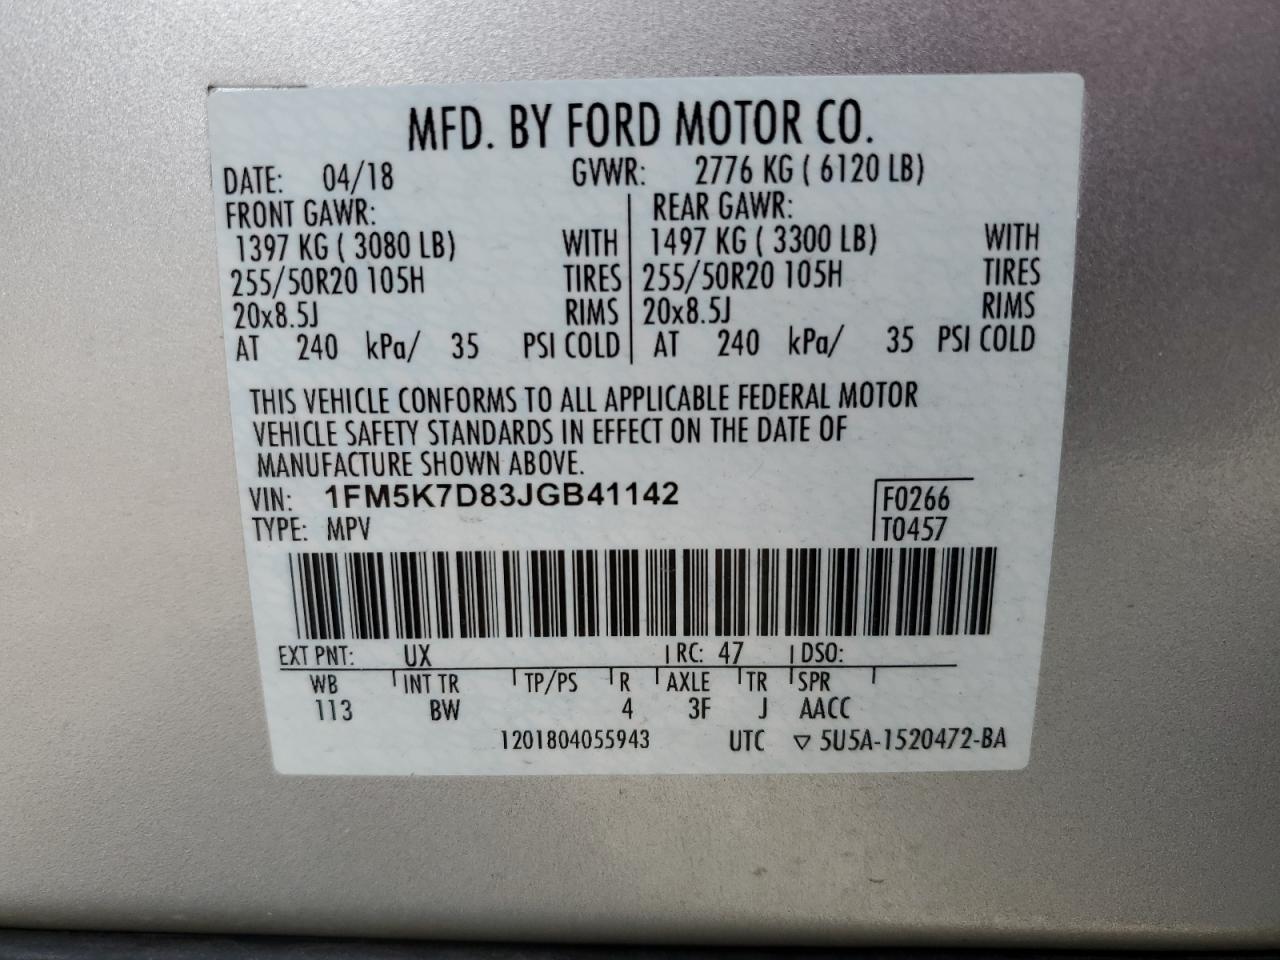 MFD. BY FORD MOTOR CO.
DATE: 04/18 GVWR: 2776 KG ( 6120 LB)
FRONT GAWR: REAR GAWR:
1397 KG ( 3080 LB) WITH 1497 KG ( 3300 LB) WITH
255/50R20 105H TIRES 255/50R20 105H TIRES
20x8.5J RIMS 20x8.5J RIMS
AT 240 kPa/ 35 PSI COLD AT 240 kPa/ 35 PSI COLD
THIS VEHICLE CONFORMS TO ALL APPLICABLE FEDERAL MOTOR
VEHICLE SAFETY STANDARDS IN EFFECT ON THE DATE OF
MANUFACTURE SHOWN ABOVE.
VIN: 1FM5K7D83JGB41142 F0266
TYPE: MPV T0457
EXT PNT: UX RC: 47 DSO:
WB INT TR TP/PS R AXLE TR SPR
113 BW 4 3F J AACC
1201804055943 UTC ▽ 5U5A-1520472-BA